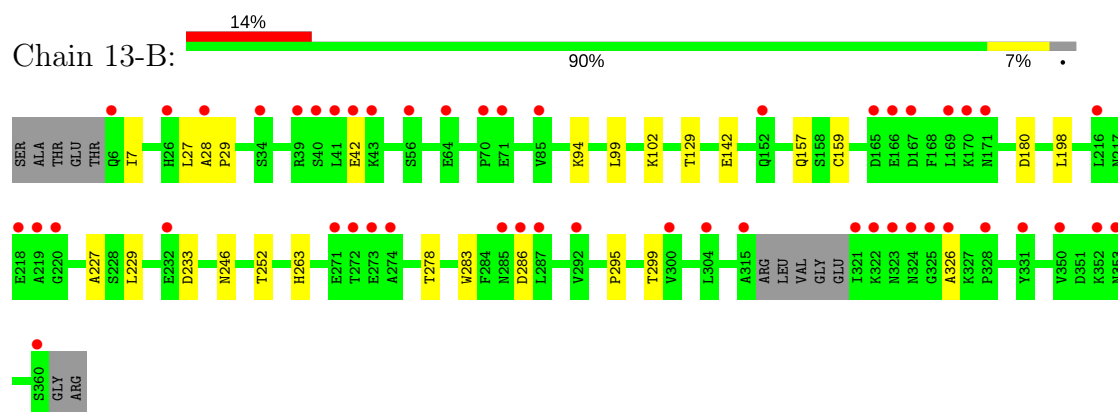 14%
Chain 13-B:
90% 7% •
SER ALA THR GLU THR Q6 I7 H26 L27 A28 P29 S34 R39 S40 L41 E42 K43 S56 E64 P70 E71 V85 K94 L99 K102 T129 E142 Q152 Q157 S158 C159 D165 E166 D167 F168 L169 K170 N171 D180 L198 L216 N217
E218 A219 G220 A227 S228 L229 E232 D233 N246 T252 H263 E271 T272 E273 A274 T278 W283 F284 N285 D286 L287 V292 P295 T299 V300 L304 A315 ARG LEU VAL GLY GLU I321 K322 N323 N324 G325 A326 K327 P328 Y331 V350 D351 K352 N353
S360 GLY ARG